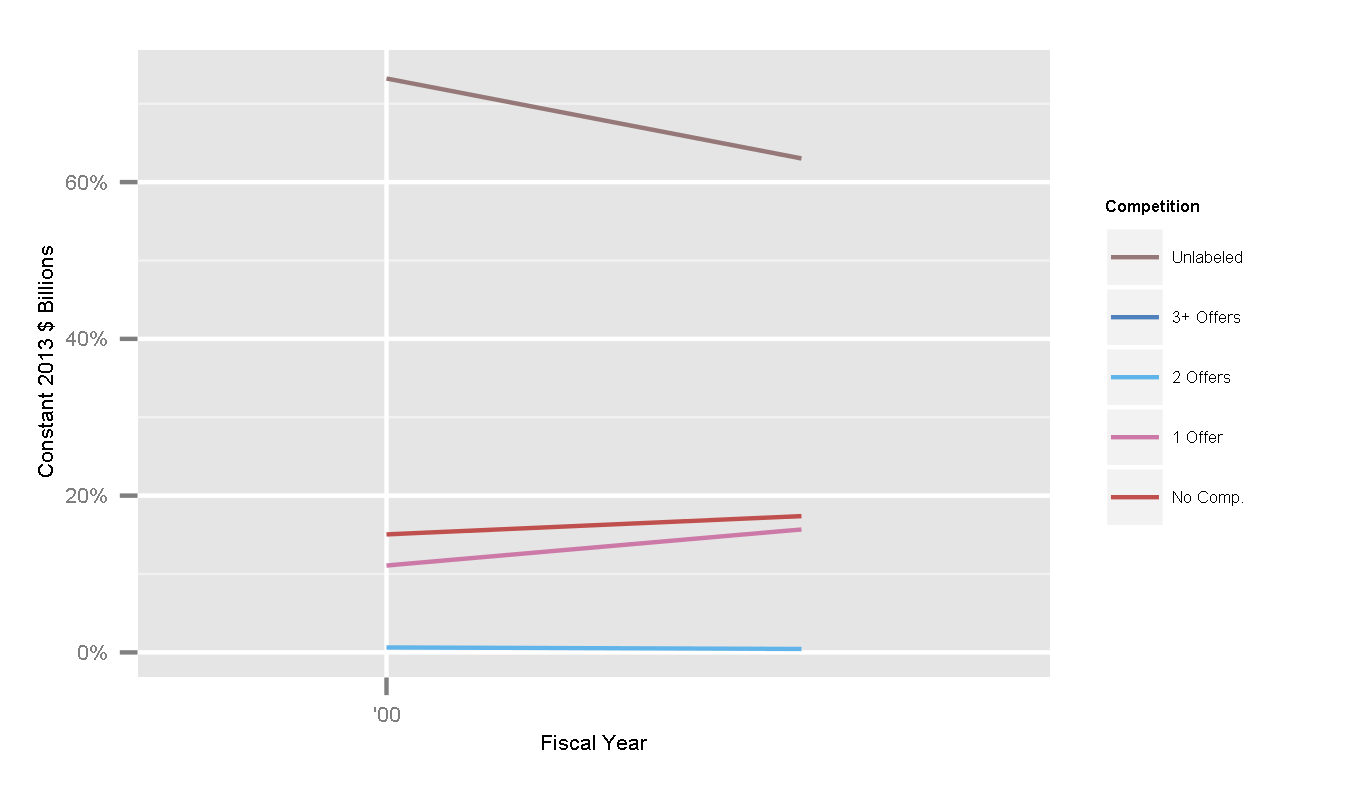 60%
40%
20%
0%
Constant 2013 $ Billions
'00
Fiscal Year
Competition
Unlabeled
3+ Offers
2 Offers
1 Offer
No Comp.